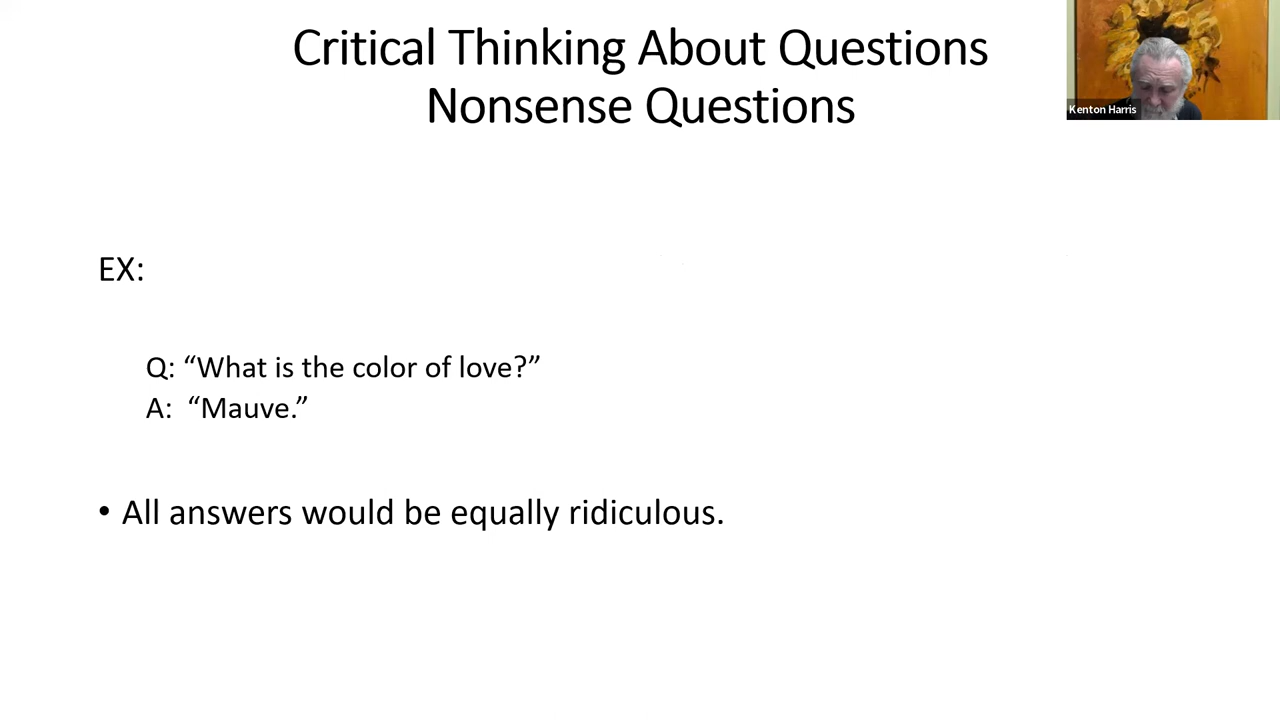 Critical Thinking About Questions
Nonsense Questions
Kenton Harris
EX:
Q: “What is the color of love?”
A: “Mauve.”
• All answers would be equally ridiculous.